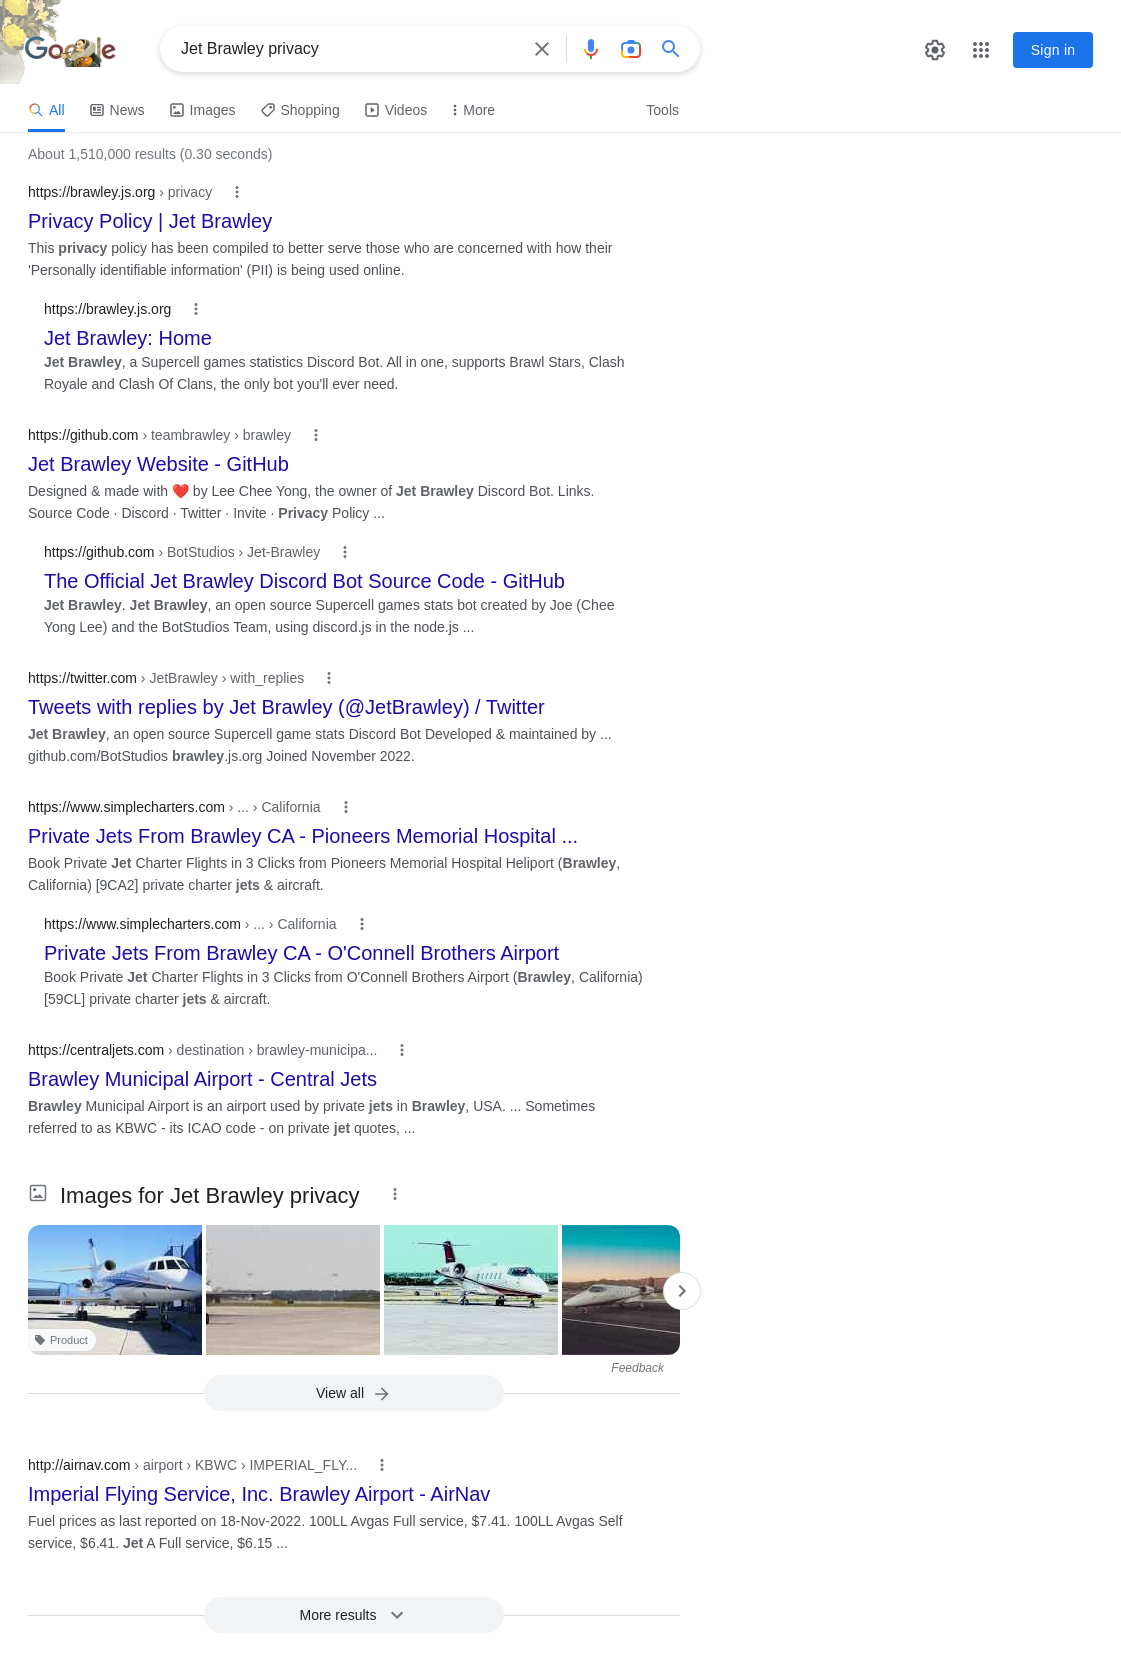 Google
Jet Brawley privacy
Sign in
All
News
Images
Shopping
Videos
More
Tools
About 1,510,000 results (0.30 seconds)
https://brawley.js.org › privacy
Privacy Policy | Jet Brawley
This privacy policy has been compiled to better serve those who are concerned with how their
'Personally identifiable information' (PII) is being used online.
https://brawley.js.org
Jet Brawley: Home
Jet Brawley, a Supercell games statistics Discord Bot. All in one, supports Brawl Stars, Clash
Royale and Clash Of Clans, the only bot you'll ever need.
https://github.com › teambrawley › brawley
Jet Brawley Website - GitHub
Designed & made with ❤️ by Lee Chee Yong, the owner of Jet Brawley Discord Bot. Links.
Source Code · Discord · Twitter · Invite · Privacy Policy ...
https://github.com › BotStudios › Jet-Brawley
The Official Jet Brawley Discord Bot Source Code - GitHub
Jet Brawley. Jet Brawley, an open source Supercell games stats bot created by Joe (Chee
Yong Lee) and the BotStudios Team, using discord.js in the node.js ...
https://twitter.com › JetBrawley › with_replies
Tweets with replies by Jet Brawley (@JetBrawley) / Twitter
Jet Brawley, an open source Supercell game stats Discord Bot Developed & maintained by ...
github.com/BotStudios brawley.js.org Joined November 2022.
https://www.simplecharters.com › ... › California
Private Jets From Brawley CA - Pioneers Memorial Hospital ...
Book Private Jet Charter Flights in 3 Clicks from Pioneers Memorial Hospital Heliport (Brawley,
California) [9CA2] private charter jets & aircraft.
https://www.simplecharters.com › ... › California
Private Jets From Brawley CA - O'Connell Brothers Airport
Book Private Jet Charter Flights in 3 Clicks from O'Connell Brothers Airport (Brawley, California)
[59CL] private charter jets & aircraft.
https://centraljets.com › destination › brawley-municipa...
Brawley Municipal Airport - Central Jets
Brawley Municipal Airport is an airport used by private jets in Brawley, USA. ... Sometimes
referred to as KBWC - its ICAO code - on private jet quotes, ...
Images for Jet Brawley privacy
Product
Feedback
View all
http://airnav.com › airport › KBWC › IMPERIAL_FLY...
Imperial Flying Service, Inc. Brawley Airport - AirNav
Fuel prices as last reported on 18-Nov-2022. 100LL Avgas Full service, $7.41. 100LL Avgas Self
service, $6.41. Jet A Full service, $6.15 ...
More results